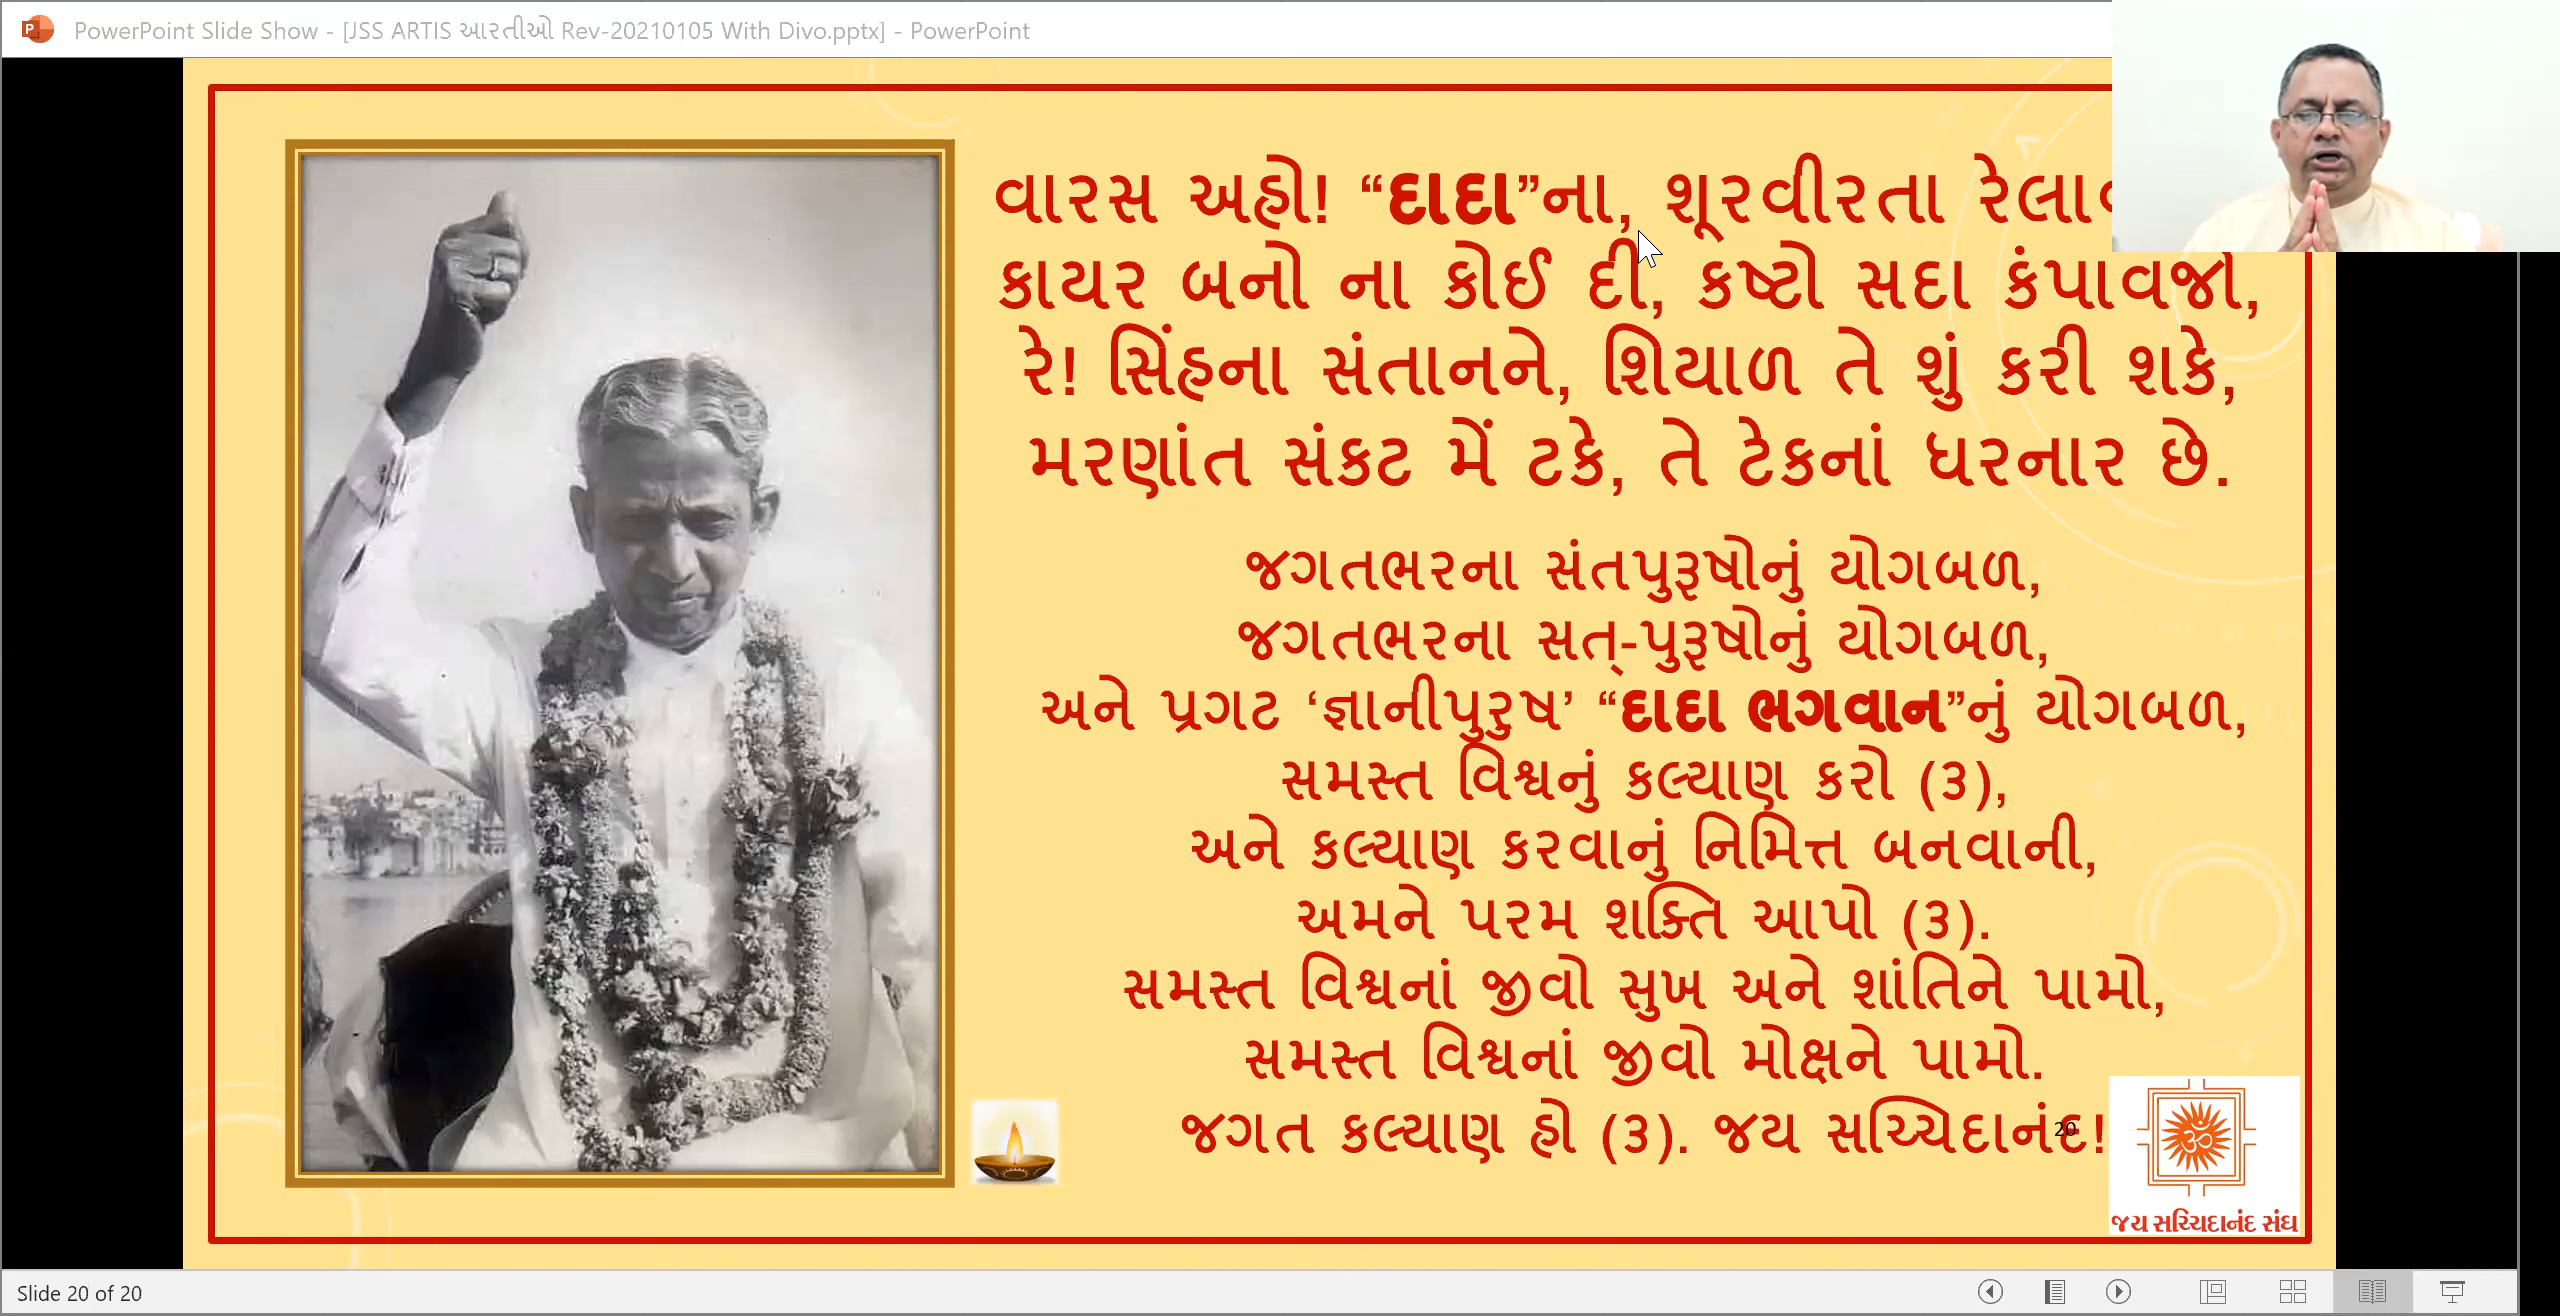 PowerPoint Slide Show - [JSS ARTIS આરતીઓ Rev-20210105 With Divo.pptx] - PowerPoint
વારસ અહો! “દાદા”ના, શૂરવીરતા
કાયર બનો ના કોઈ દી, કષ્ટો સદા કંપાવજો,
રે! સિંહના સંતાનને, શિયાળ તે શું કરી શકે,
મરણાંત સંકટ મેં ટકે, તે ટેકનાં ધરનાર છે.
જગતભરના સંતપુરૂષોનું યોગબળ,
જગતભરના સત્-પુરૂષોનું યોગબળ,
અને પ્રગટ ‘જ્ઞાનીપુરુષ’ “દાદા ભગવાન”નું યોગબળ,
સમસ્ત વિશ્વનું કલ્યાણ કરો (૩),
અને કલ્યાણ કરવાનું નિમિત્ત બનવાની,
અમને પરમ શક્તિ આપો (૩).
સમસ્ત વિશ્વનાં જીવો સુખ અને શાંતિને પામો,
સમસ્ત વિશ્વનાં જીવો મોક્ષને પામો.
જગત કલ્યાણ હો (૩). જય સચ્ચિદાનંદ!
20
જય સચ્ચિદાનંદ સંઘ
Slide 20 of 20